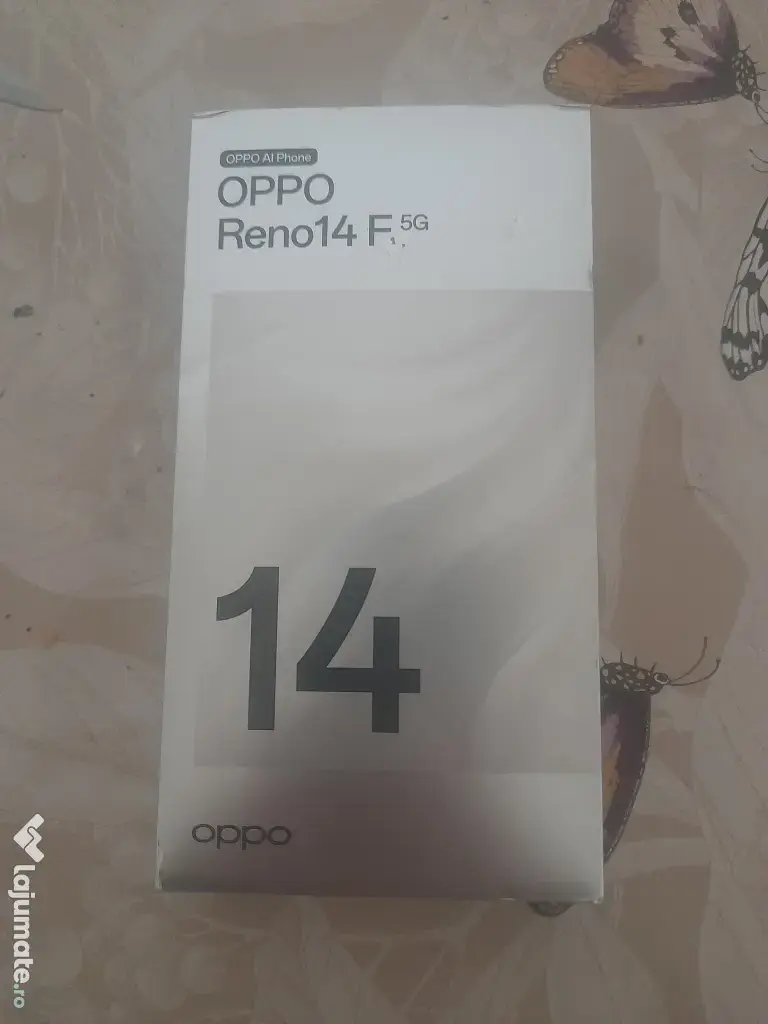 OPPO AI Phone
OPPO
Reno14 F 5G
14
oppo
lajumate.ro